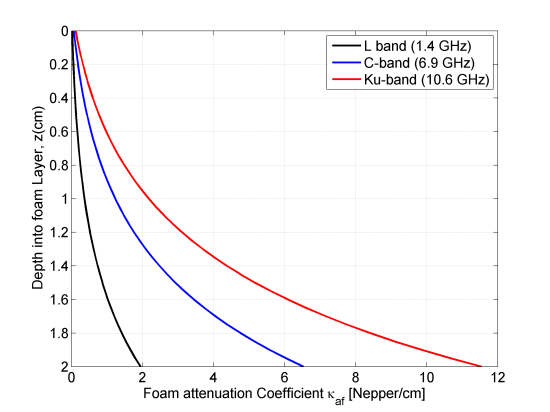 L band (1.4 GHz)
C-band (6.9 GHz)
Ku-band (10.6 GHz)
Depth into foam Layer, z(cm)
0
0.2
0.4
0.6
0.8
1
1.2
1.4
1.6
1.8
2
0 2 4 6 8 10 12
Foam attenuation Coefficient κaf [Nepper/cm]